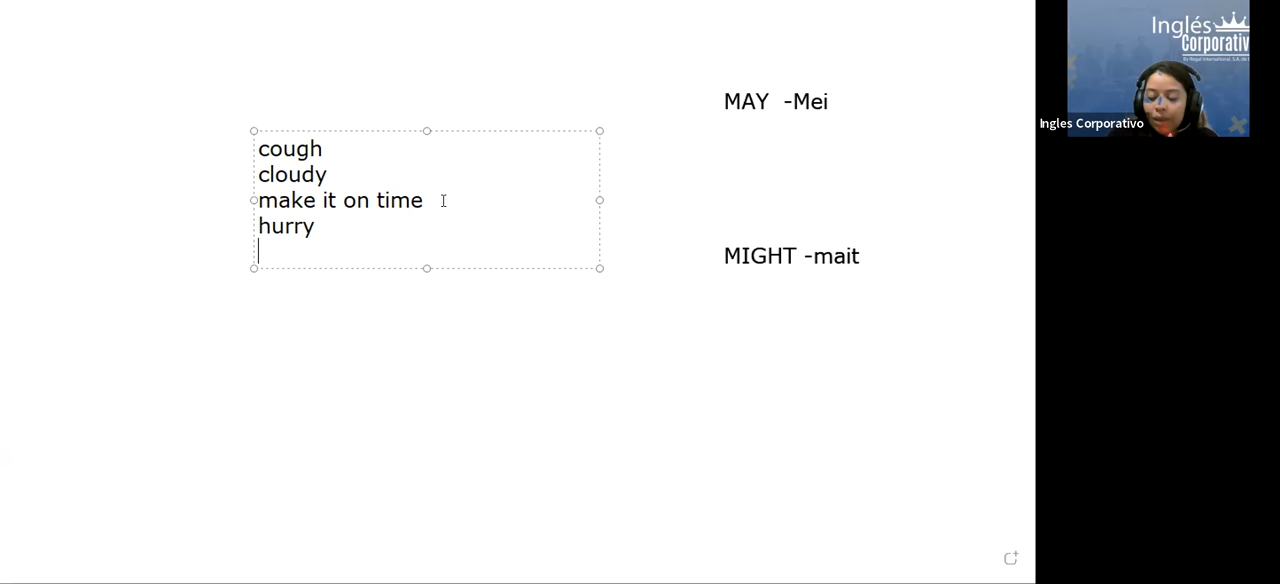 cough
cloudy
make it on time
hurry
MAY -Mei
MIGHT -mait
Inglés
Corporativ
Ingles Corporativo